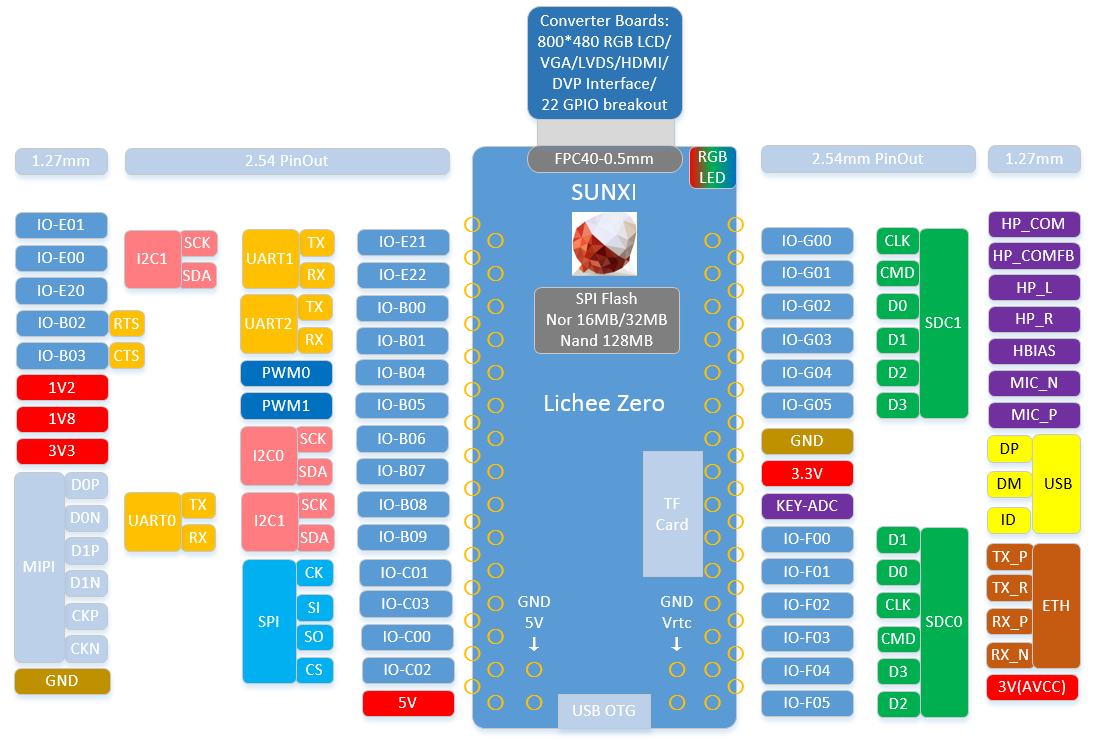 Converter Boards:
800*480 RGB LCD/
VGA/LVDS/HDMI/
DVP Interface/
22 GPIO breakout
1.27mm
2.54 PinOut
FPC40-0.5mm
RGB
LED
2.54mm PinOut
1.27mm
SUNXI
SPI Flash
Nor 16MB/32MB
Nand 128MB
Lichee Zero
TF
Card
GND
5V
GND
Vrtc
USB OTG
IO-E01
IO-E00
IO-E20
IO-B02 RTS
IO-B03 CTS
1V2
1V8
3V3
MIPI
D0P
D0N
D1P
D1N
CKP
CKN
GND
I2C1
SCK
SDA
UART0
TX
RX
UART1
TX
RX
UART2
TX
RX
PWM0
PWM1
I2C0
SCK
SDA
I2C1
SCK
SDA
SPI
CK
SI
SO
CS
IO-E21
IO-E22
IO-B00
IO-B01
IO-B04
IO-B05
IO-B06
IO-B07
IO-B08
IO-B09
IO-C01
IO-C03
IO-C00
IO-C02
5V
IO-G00
IO-G01
IO-G02
IO-G03
IO-G04
IO-G05
GND
3.3V
KEY-ADC
IO-F00
IO-F01
IO-F02
IO-F03
IO-F04
IO-F05
CLK
CMD
D0
D1
D2
D3
SDC1
D1
D0
CLK
CMD
D3
D2
SDC0
HP_COM
HP_COMFB
HP_L
HP_R
HBIAS
MIC_N
MIC_P
DP
DM
ID
USB
TX_P
TX_R
RX_P
RX_N
ETH
3V(AVCC)